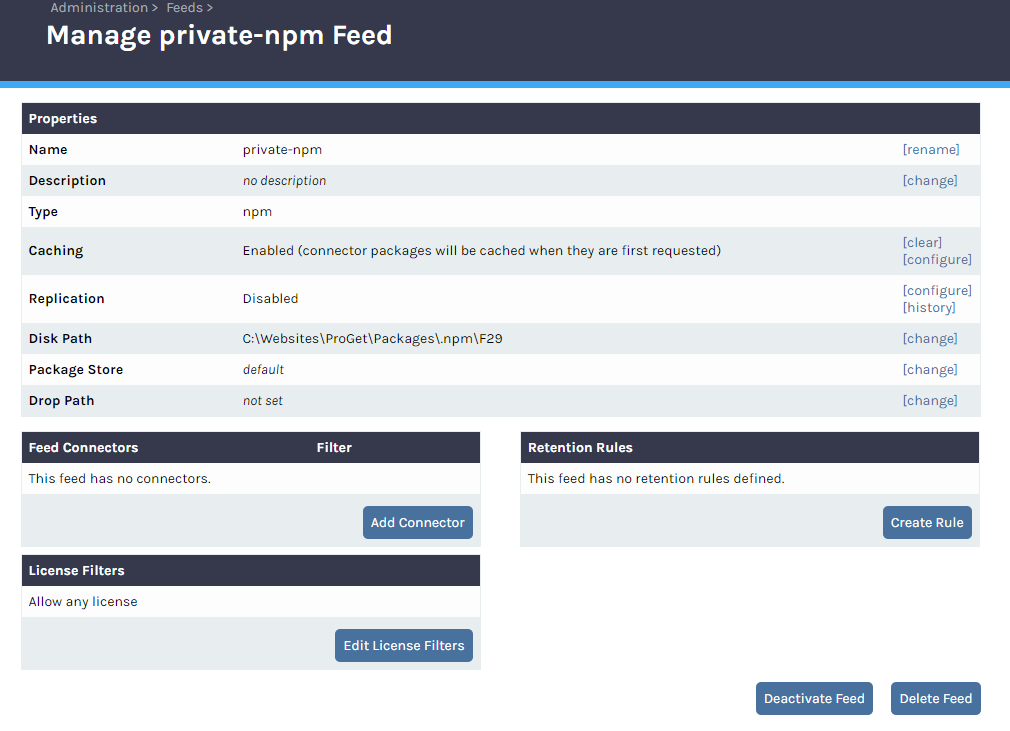 Administration > Feeds >
Manage private-npm Feed
Properties
Name private-npm [rename]
Description no description [change]
Type npm
Caching Enabled (connector packages will be cached when they are first requested) [clear]
[configure]
Replication Disabled [configure]
[history]
Disk Path C:\Websites\ProGet\Packages\.npm\F29 [change]
Package Store default [change]
Drop Path not set [change]
Feed Connectors Filter
This feed has no connectors.
Add Connector
Retention Rules
This feed has no retention rules defined.
Create Rule
License Filters
Allow any license
Edit License Filters
Deactivate Feed Delete Feed